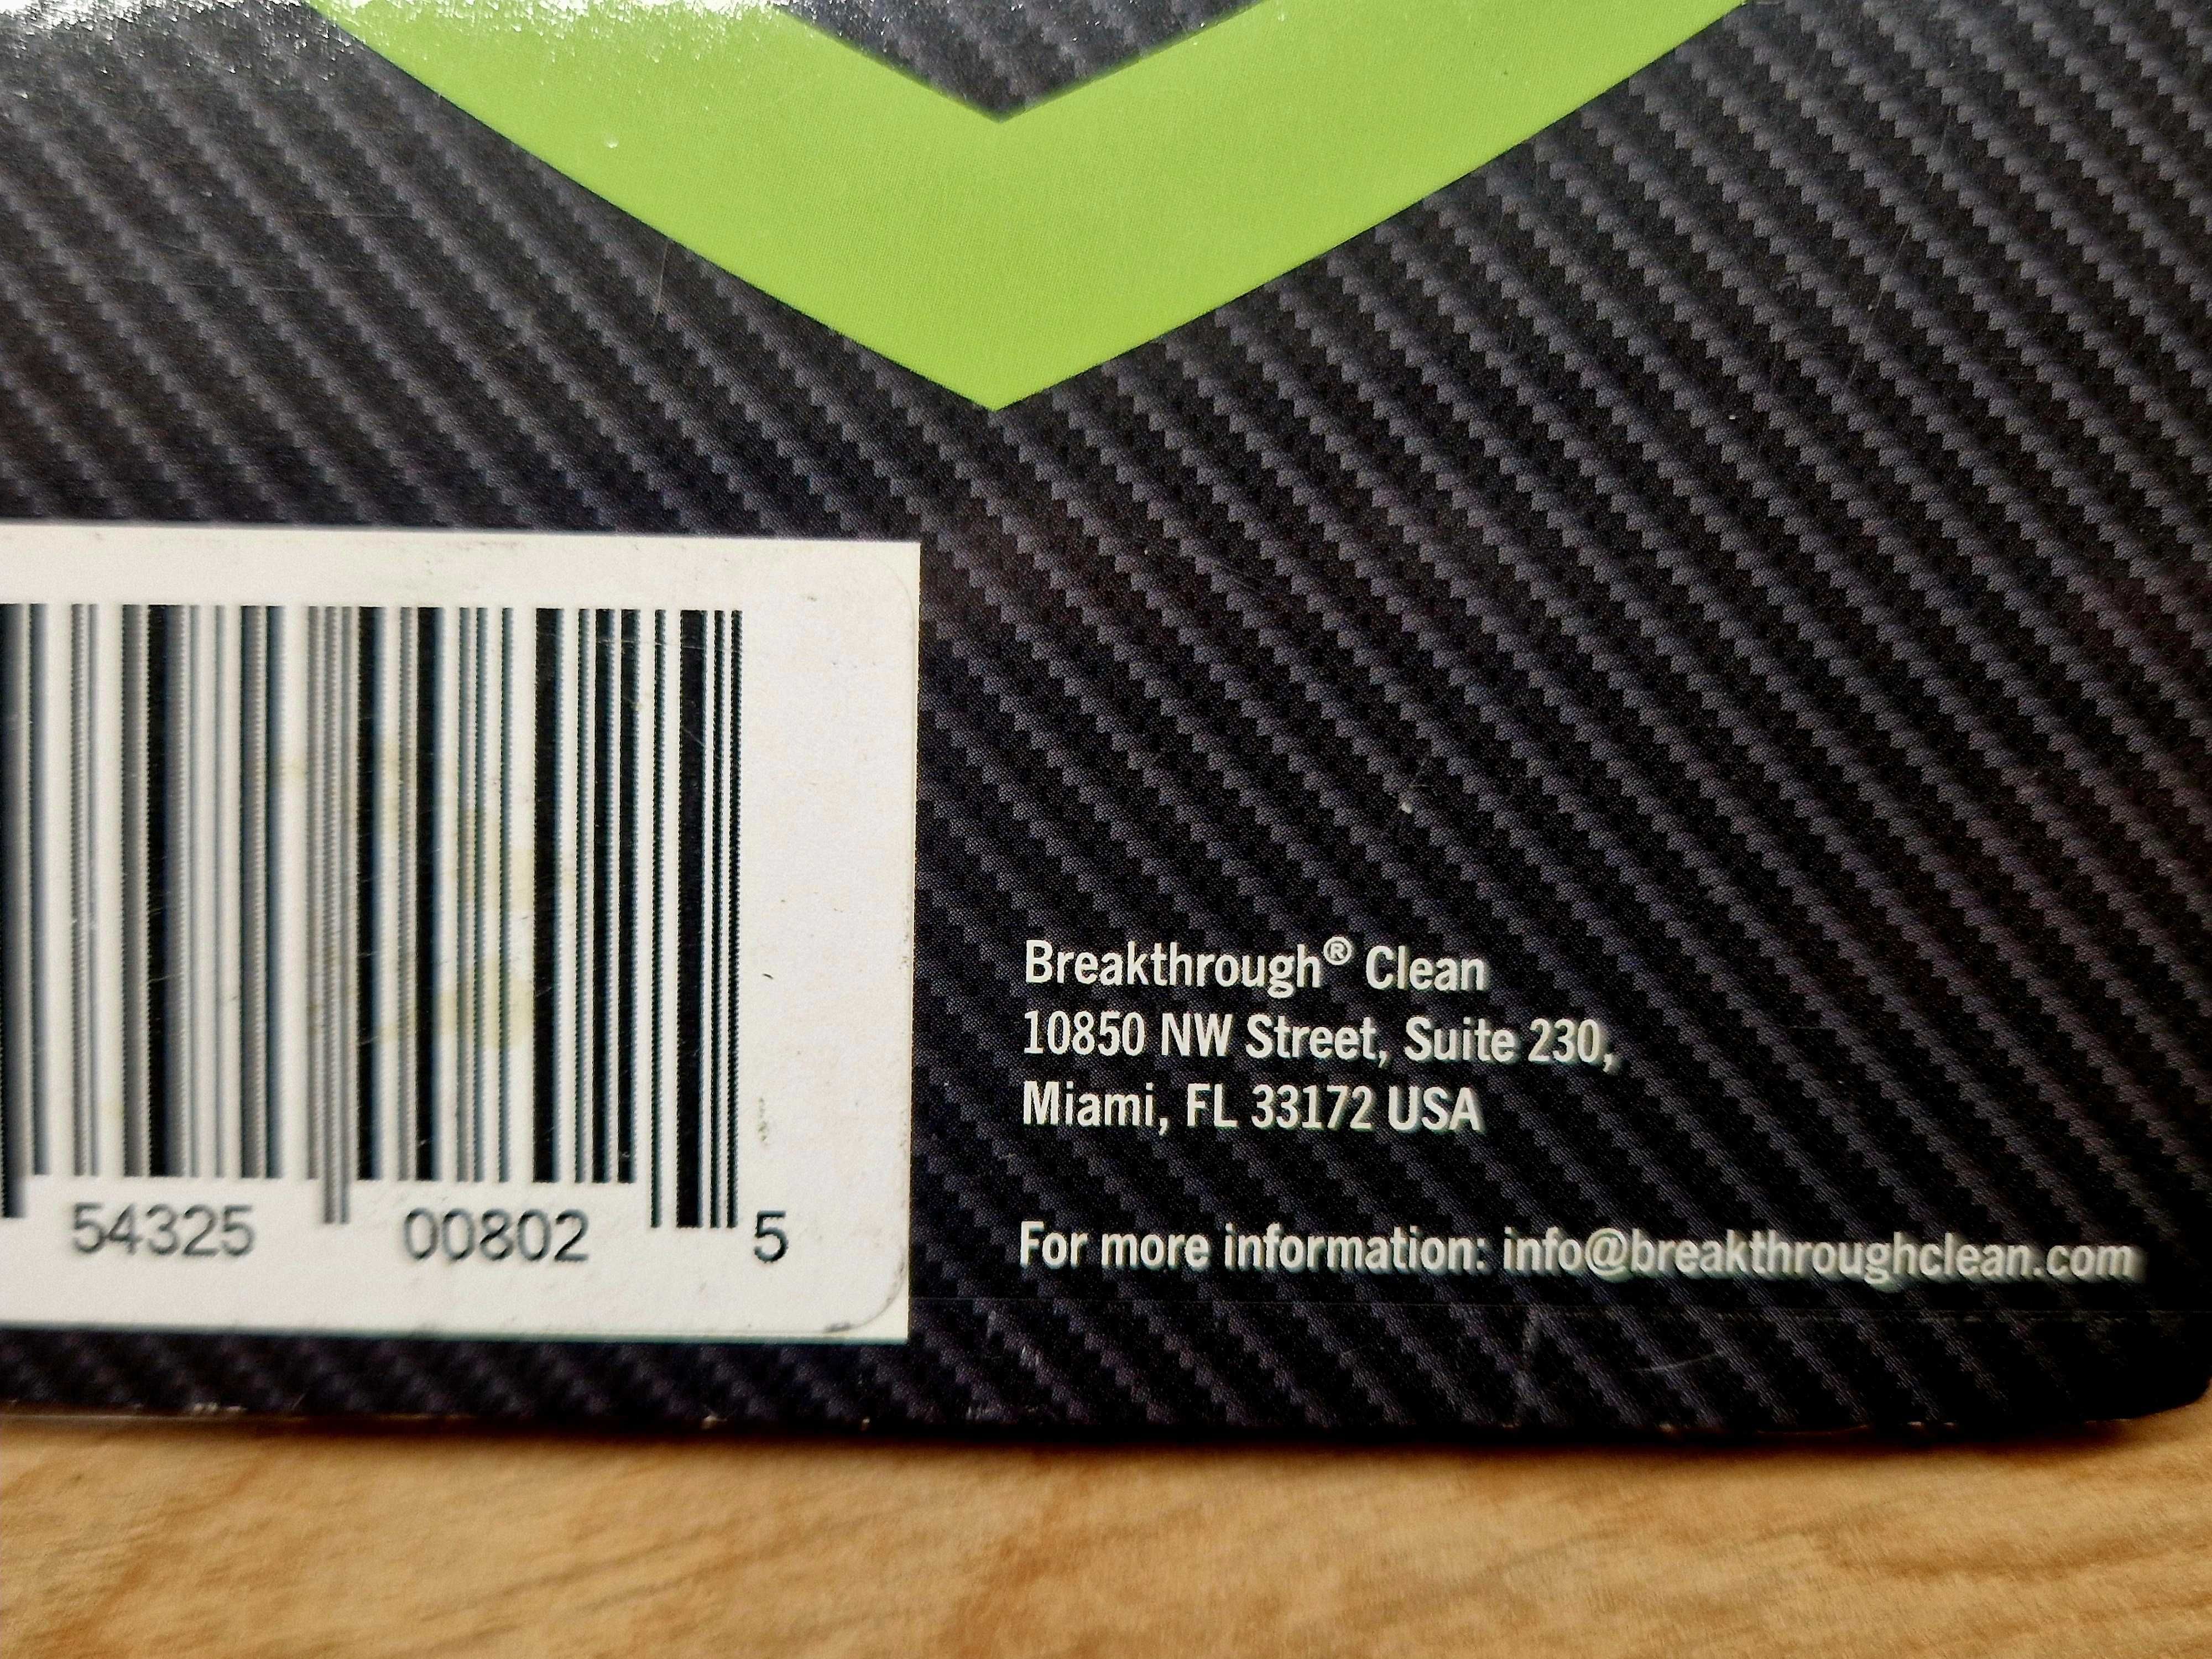 54325 00802 5
Breakthrough® Clean
10850 NW Street, Suite 230,
Miami, FL 33172 USA
For more information: info@breakthroughclean.com